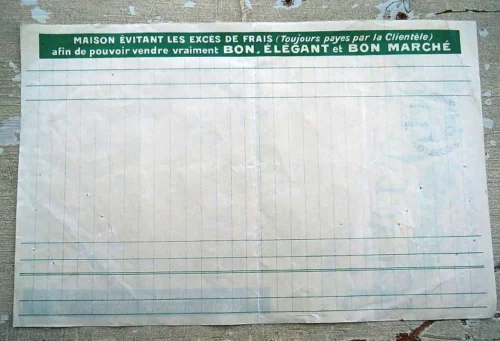 MAISON ÉVITANT LES EXCES DE FRAIS (Toujours payes par la Clientèle)
afin de pouvoir vendre vraiment BON, ÉLÉGANT et BON MARCHÉ